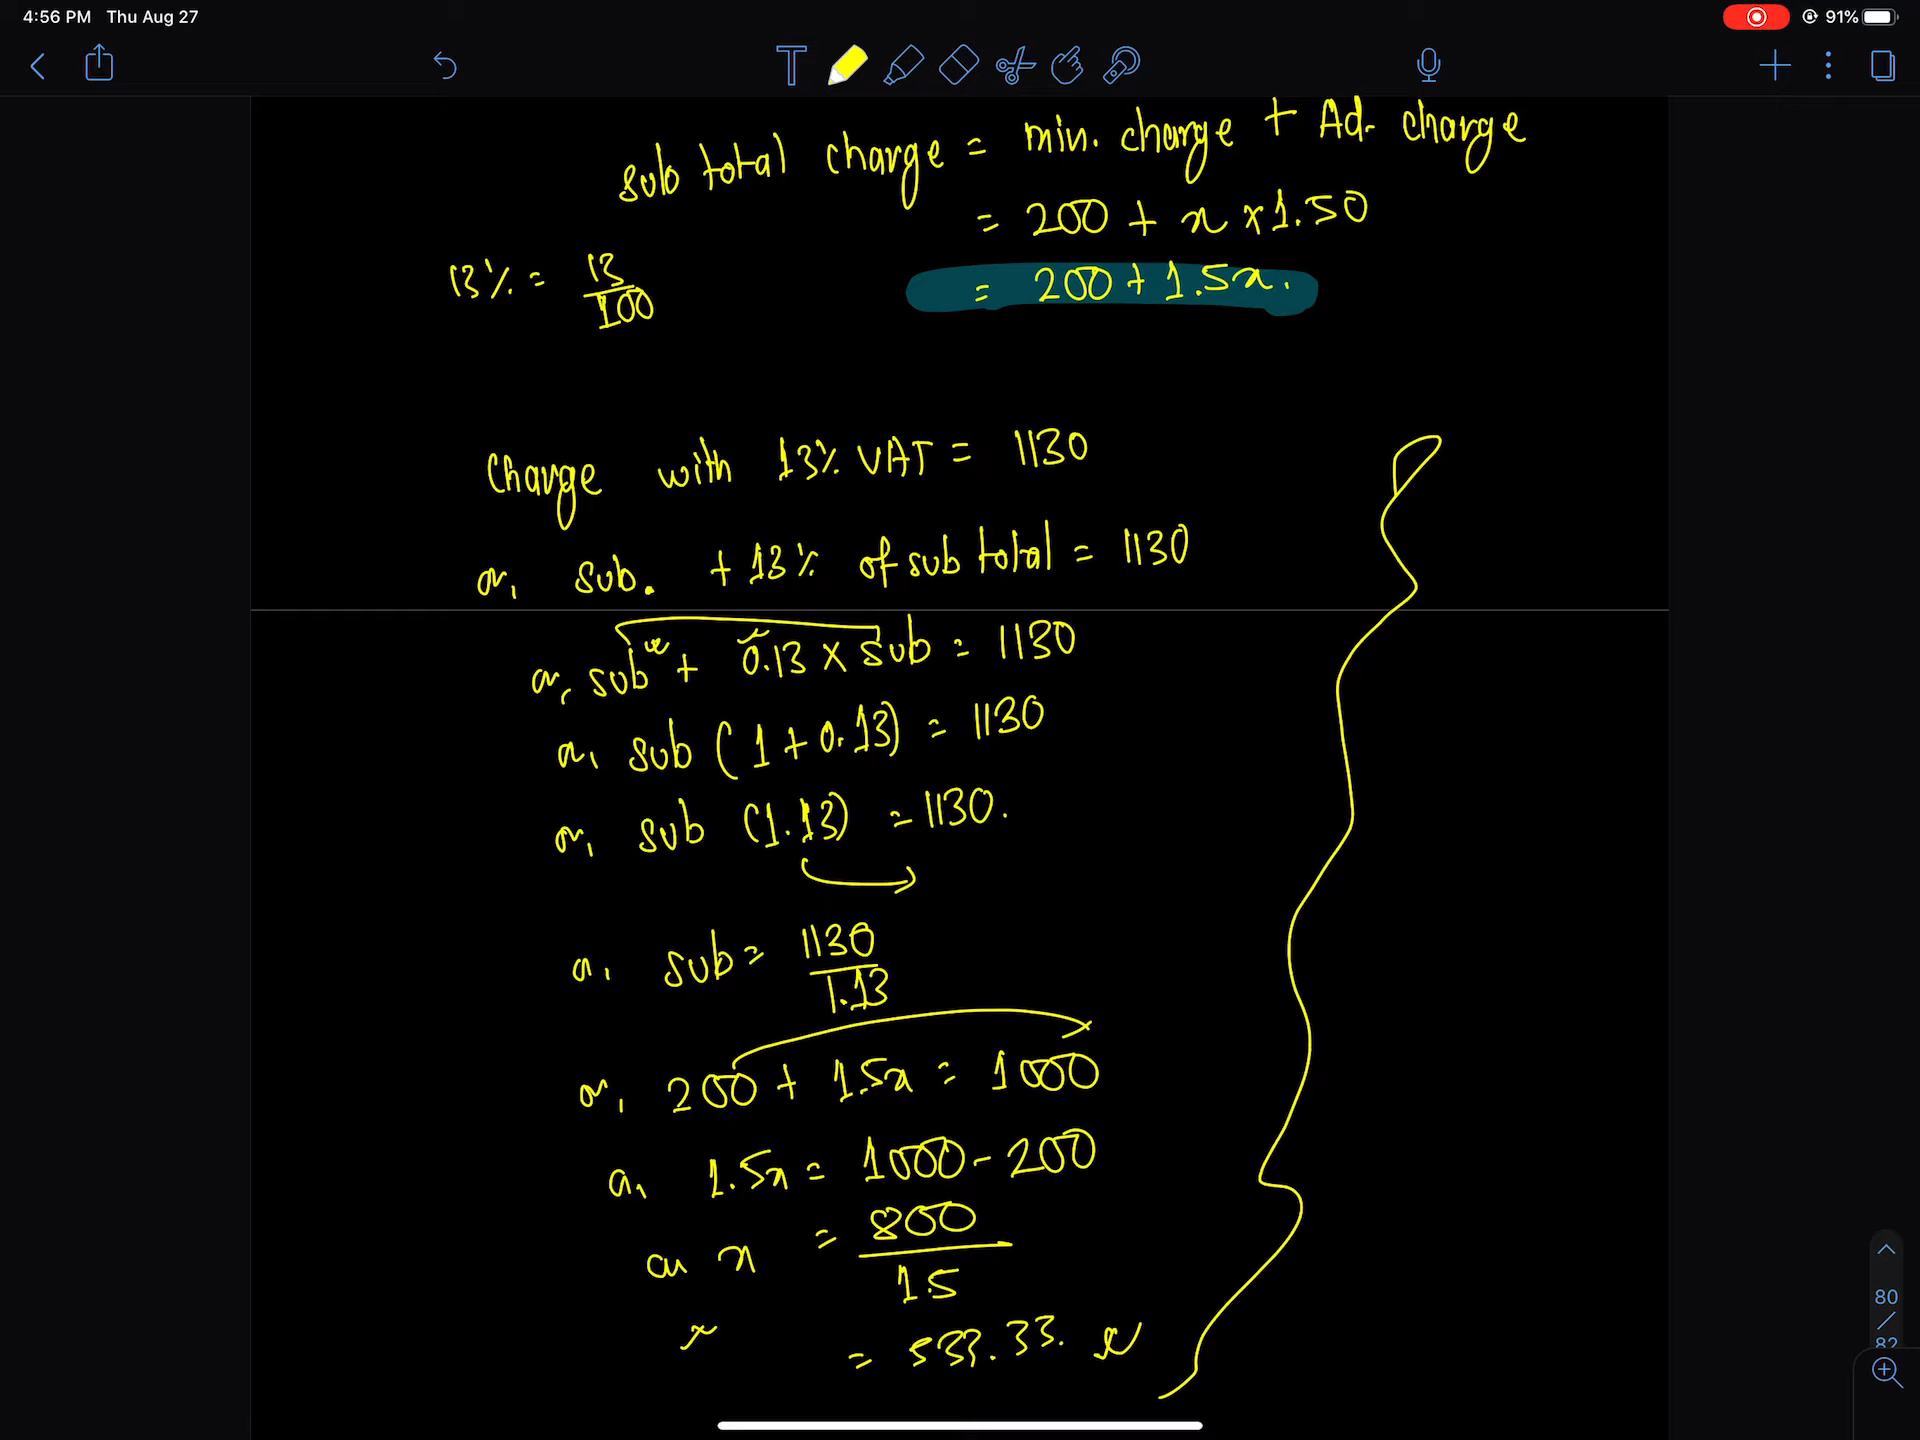 4:56 PM Thu Aug 27
91%
T
sub total charge = min. charge + Ad. charge
= 200 + x × 1.50
13% = 13/100
= 200 + 1.5x.
Charge with 13% VAT = 1130
or, sub. + 13% of sub total = 1130
or, sub + 0.13 × sub = 1130
or, sub (1 + 0.13) = 1130
or, sub (1.13) = 1130.
or, sub = 1130/1.13
or, 200 + 1.5x = 1000
or, 1.5x = 1000 - 200
or x = 800/1.5
= 533.33.
80
/
82